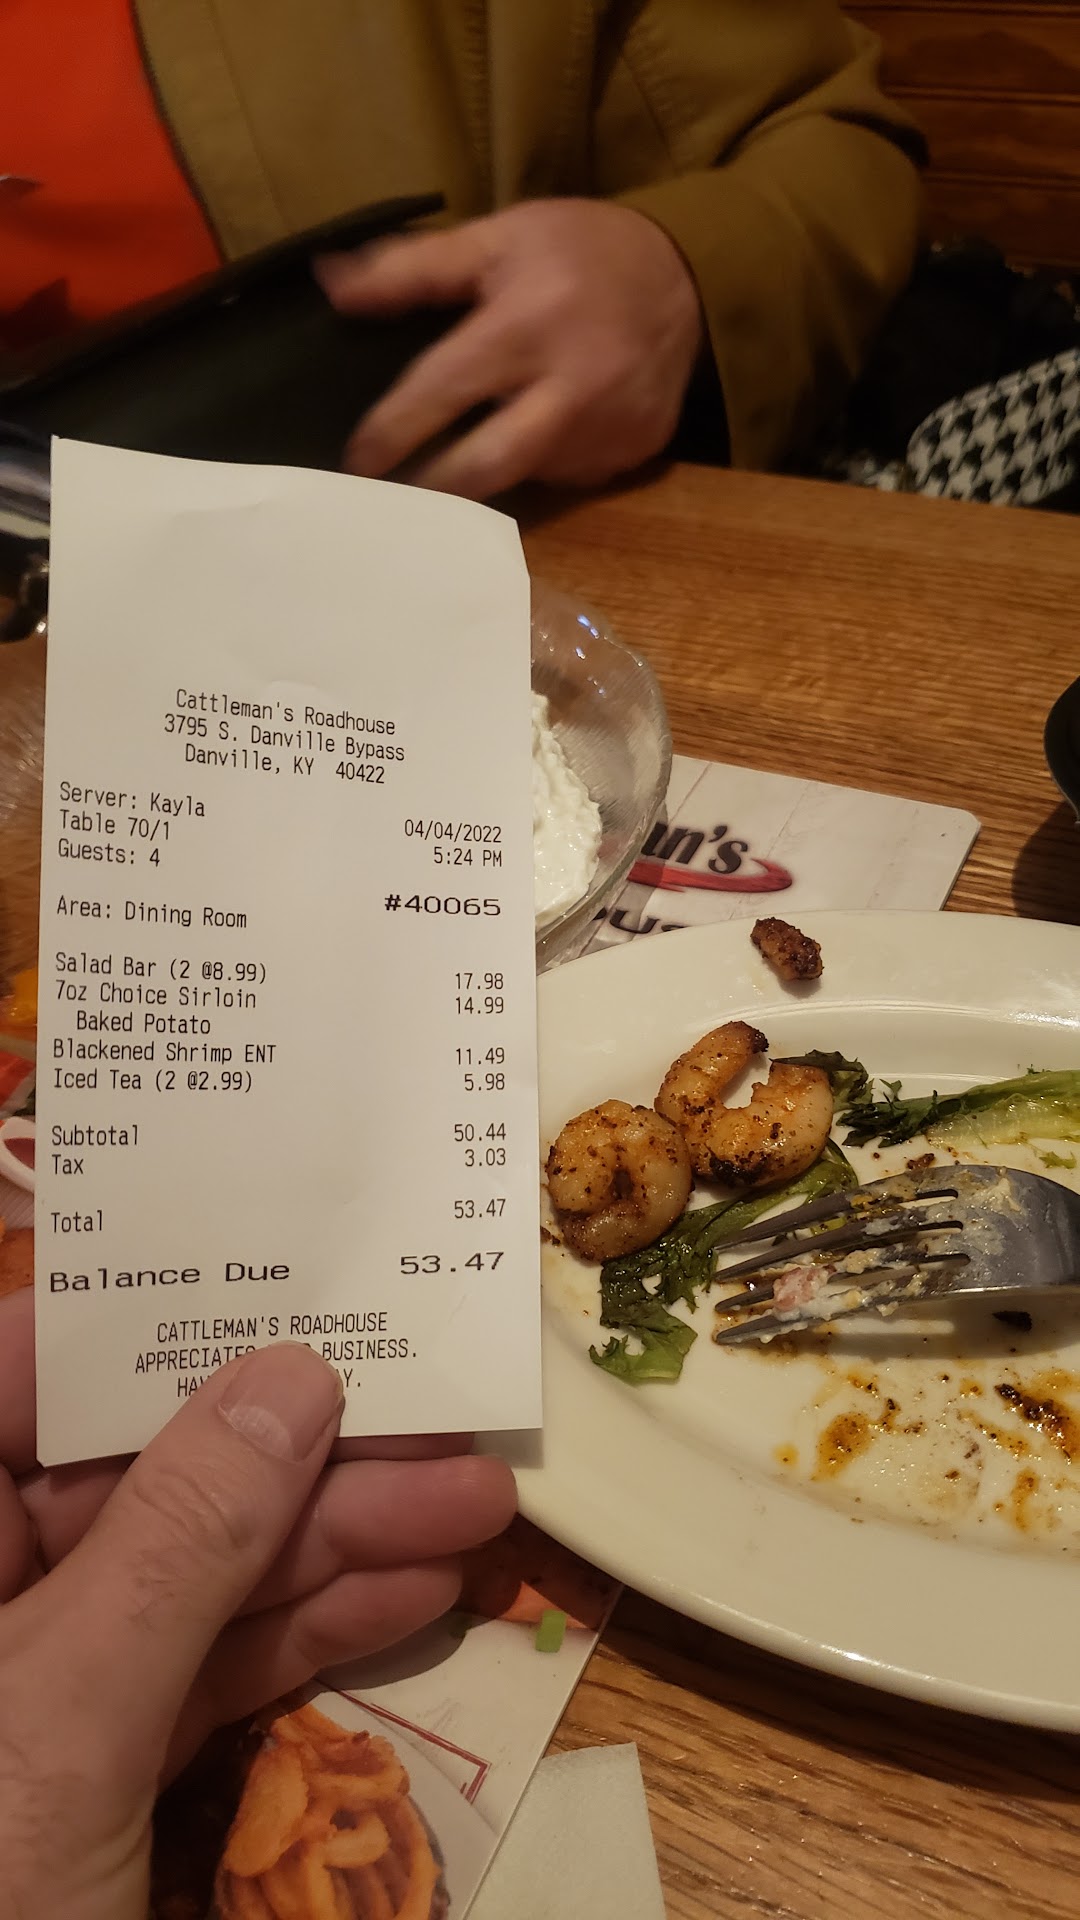 Cattleman's Roadhouse
3795 S. Danville Bypass
Danville, KY 40422
Server: Kayla
Table 70/1 04/04/2022
Guests: 4 5:24 PM
#40065
Area: Dining Room
Salad Bar (2 @8.99) 17.98
7oz Choice Sirloin 14.99
Baked Potato
Blackened Shrimp ENT 11.49
Iced Tea (2 @2.99) 5.98
Subtotal 50.44
Tax 3.03
Total 53.47
Balance Due 53.47
CATTLEMAN'S ROADHOUSE
APPRECIATES BUSINESS.